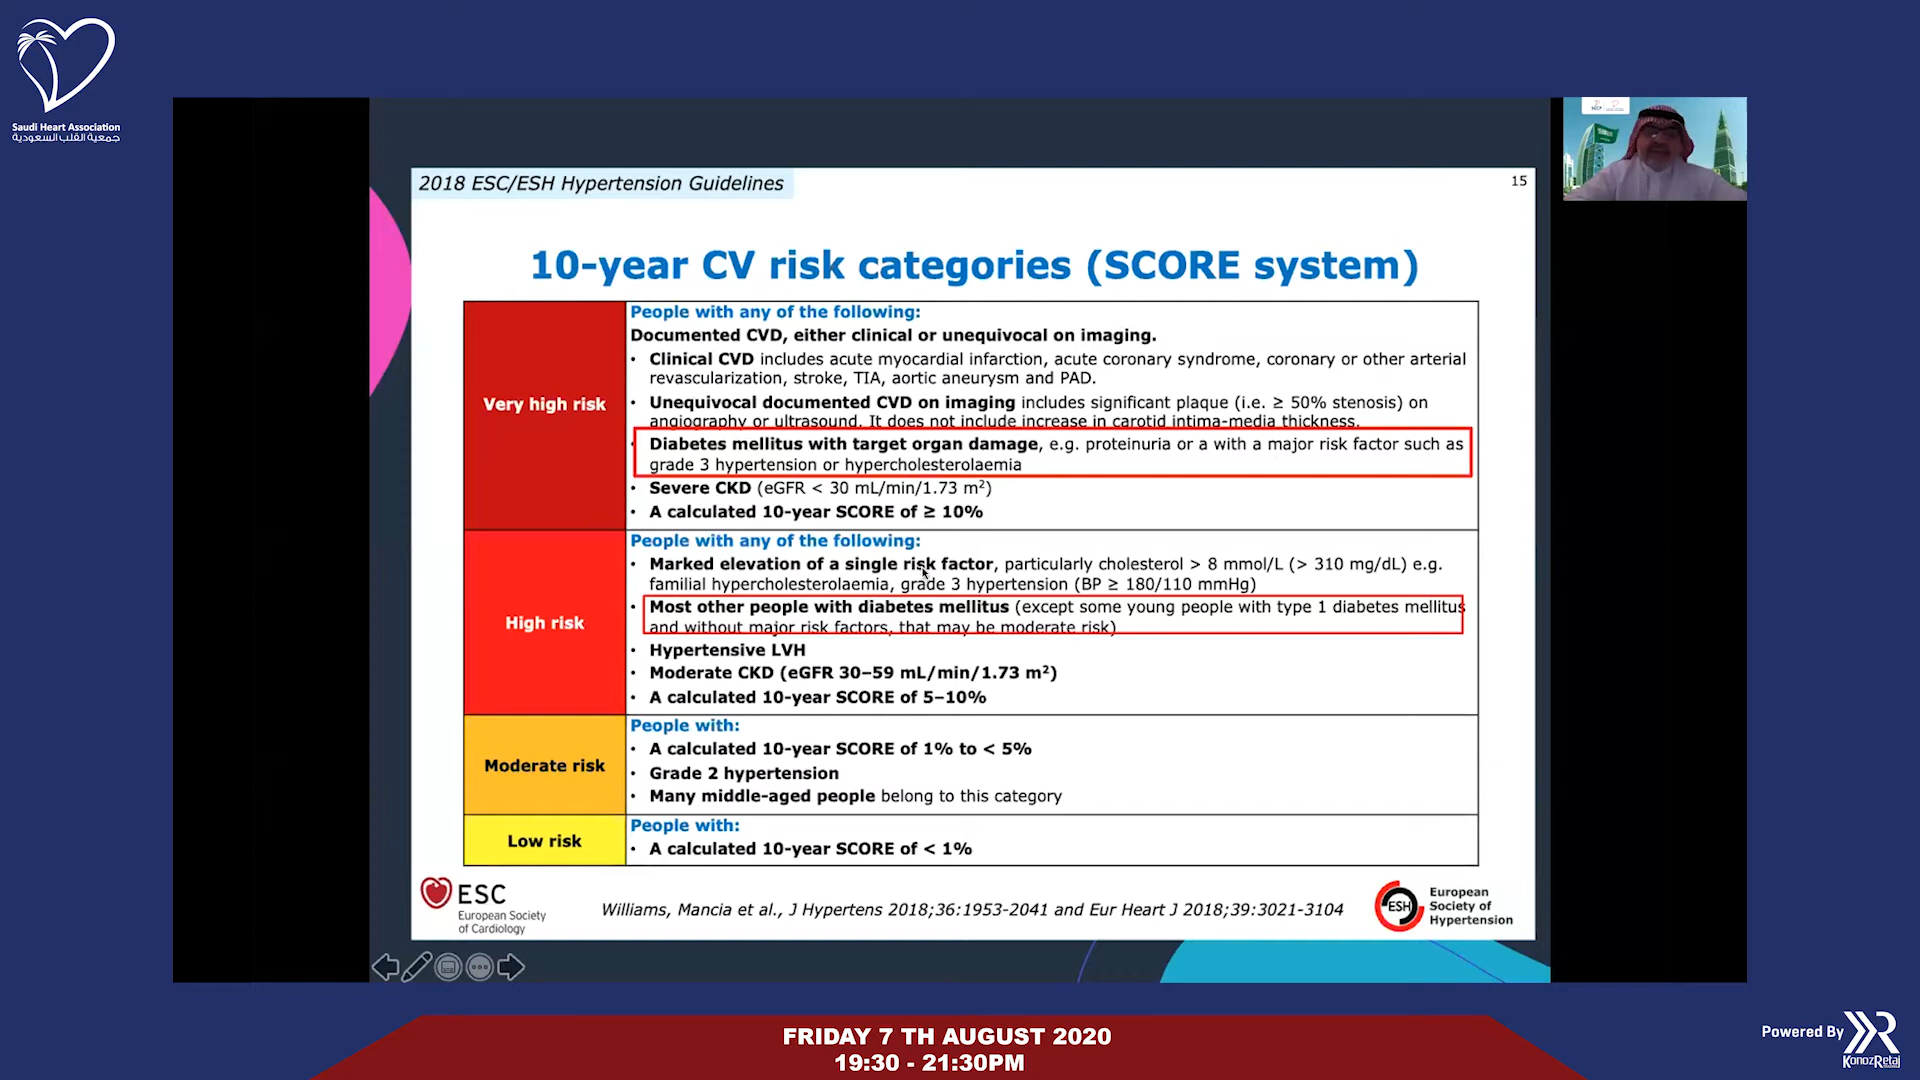 Saudi Heart Association
جمعية القلب السعودية
2018 ESC/ESH Hypertension Guidelines
15
10-year CV risk categories (SCORE system)
Very high risk
People with any of the following:
Documented CVD, either clinical or unequivocal on imaging.
• Clinical CVD includes acute myocardial infarction, acute coronary syndrome, coronary or other arterial
revascularization, stroke, TIA, aortic aneurysm and PAD.
• Unequivocal documented CVD on imaging includes significant plaque (i.e. ≥ 50% stenosis) on
angiography or ultrasound. It does not include increase in carotid intima-media thickness.
• Diabetes mellitus with target organ damage, e.g. proteinuria or a with a major risk factor such as
grade 3 hypertension or hypercholesterolaemia
• Severe CKD (eGFR < 30 mL/min/1.73 m²)
• A calculated 10-year SCORE of ≥ 10%
High risk
People with any of the following:
• Marked elevation of a single risk factor, particularly cholesterol > 8 mmol/L (> 310 mg/dL) e.g.
familial hypercholesterolaemia, grade 3 hypertension (BP ≥ 180/110 mmHg)
• Most other people with diabetes mellitus (except some young people with type 1 diabetes mellitus
and without major risk factors, that may be moderate risk)
• Hypertensive LVH
• Moderate CKD (eGFR 30–59 mL/min/1.73 m²)
• A calculated 10-year SCORE of 5–10%
Moderate risk
People with:
• A calculated 10-year SCORE of 1% to < 5%
• Grade 2 hypertension
• Many middle-aged people belong to this category
Low risk
People with:
• A calculated 10-year SCORE of < 1%
ESC
European Society
of Cardiology
Williams, Mancia et al., J Hypertens 2018;36:1953-2041 and Eur Heart J 2018;39:3021-3104
ESH
European
Society of
Hypertension
FRIDAY 7 TH AUGUST 2020
19:30 - 21:30PM
Powered By
KonozRetaj